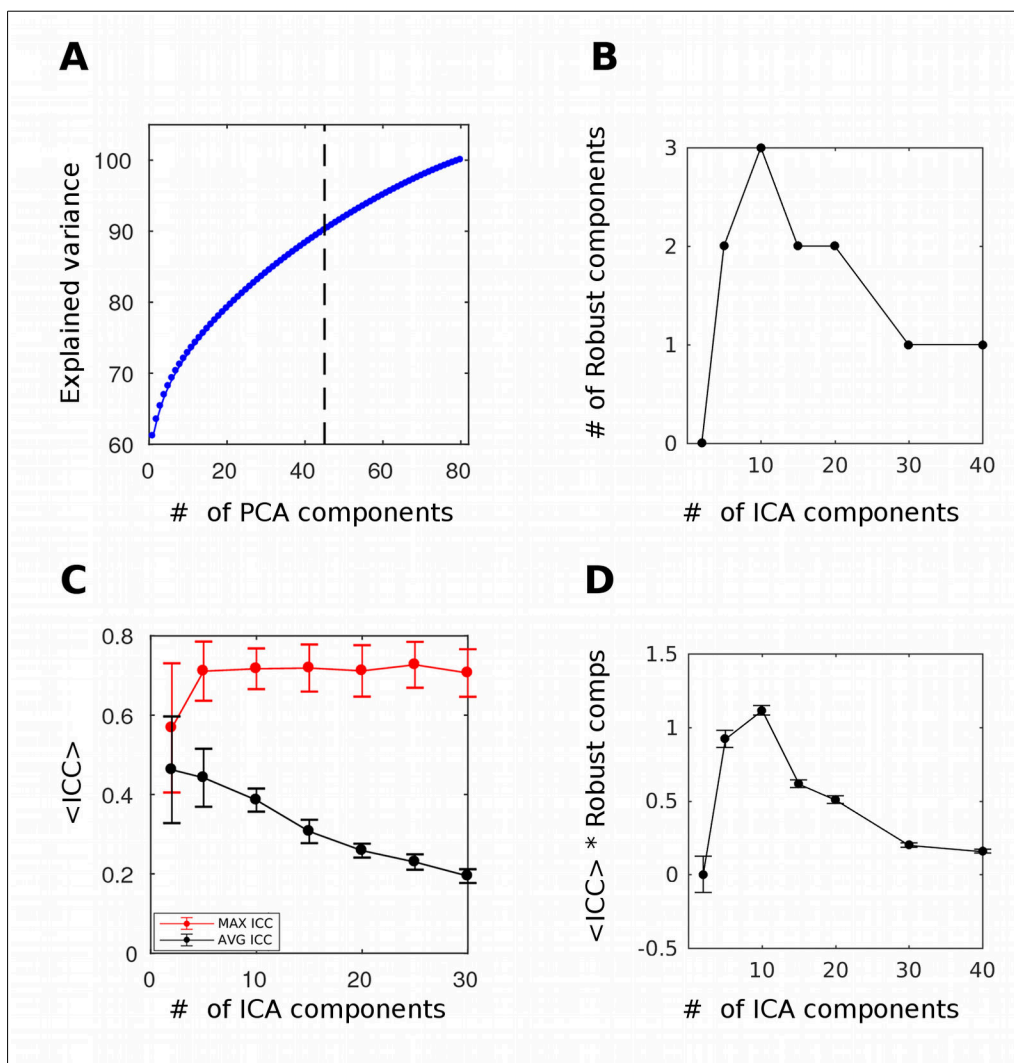 A
Explained variance
100
90
80
70
60
0 20 40 60 80
# of PCA components
B
# of Robust components
3
2
1
0
10 20 30 40
# of ICA components
C
<ICC>
0.8
0.6
0.4
0.2
0
MAX ICC
AVG ICC
0 5 10 15 20 25 30
# of ICA components
D
<ICC> * Robust comps
1.5
1
0.5
0
-0.5
10 20 30 40
# of ICA components